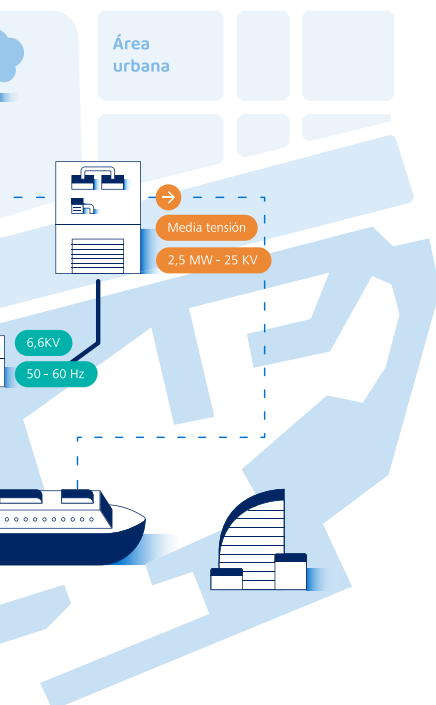 Área
urbana
Media tensión
2,5 MW - 25 KV
6,6KV
50 - 60 Hz